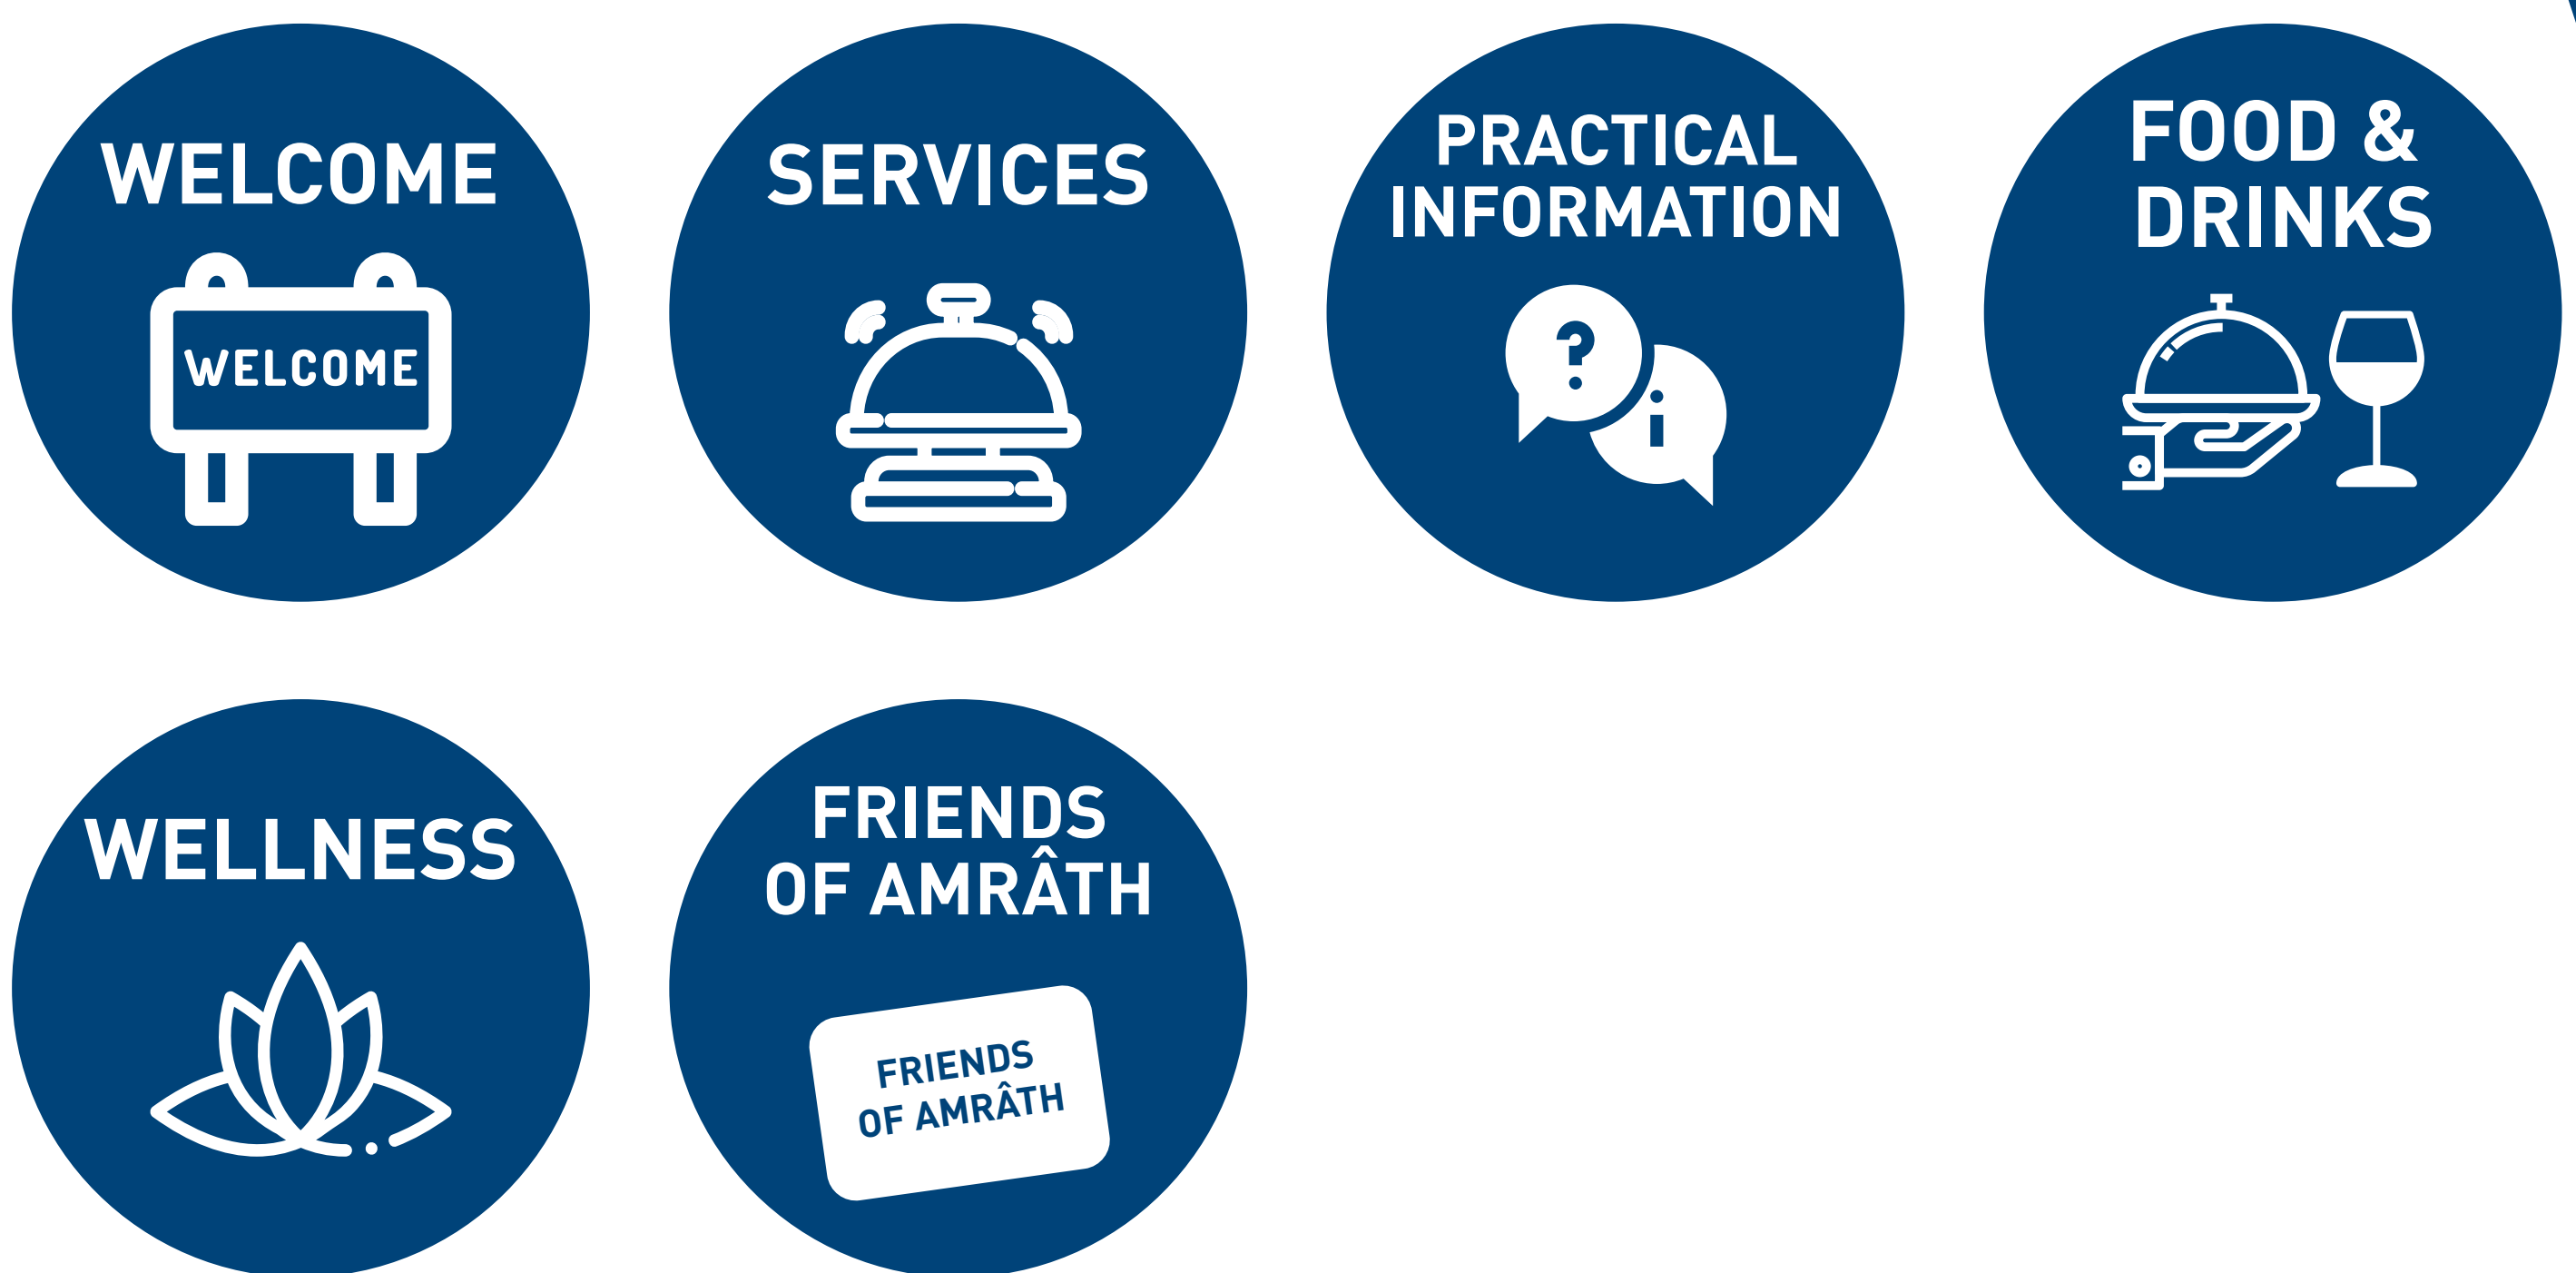 WELCOME
WELCOME
SERVICES
PRACTICAL
INFORMATION
?
i
FOOD &
DRINKS
WELLNESS
FRIENDS
OF AMRÂTH
FRIENDS
OF AMRÂTH